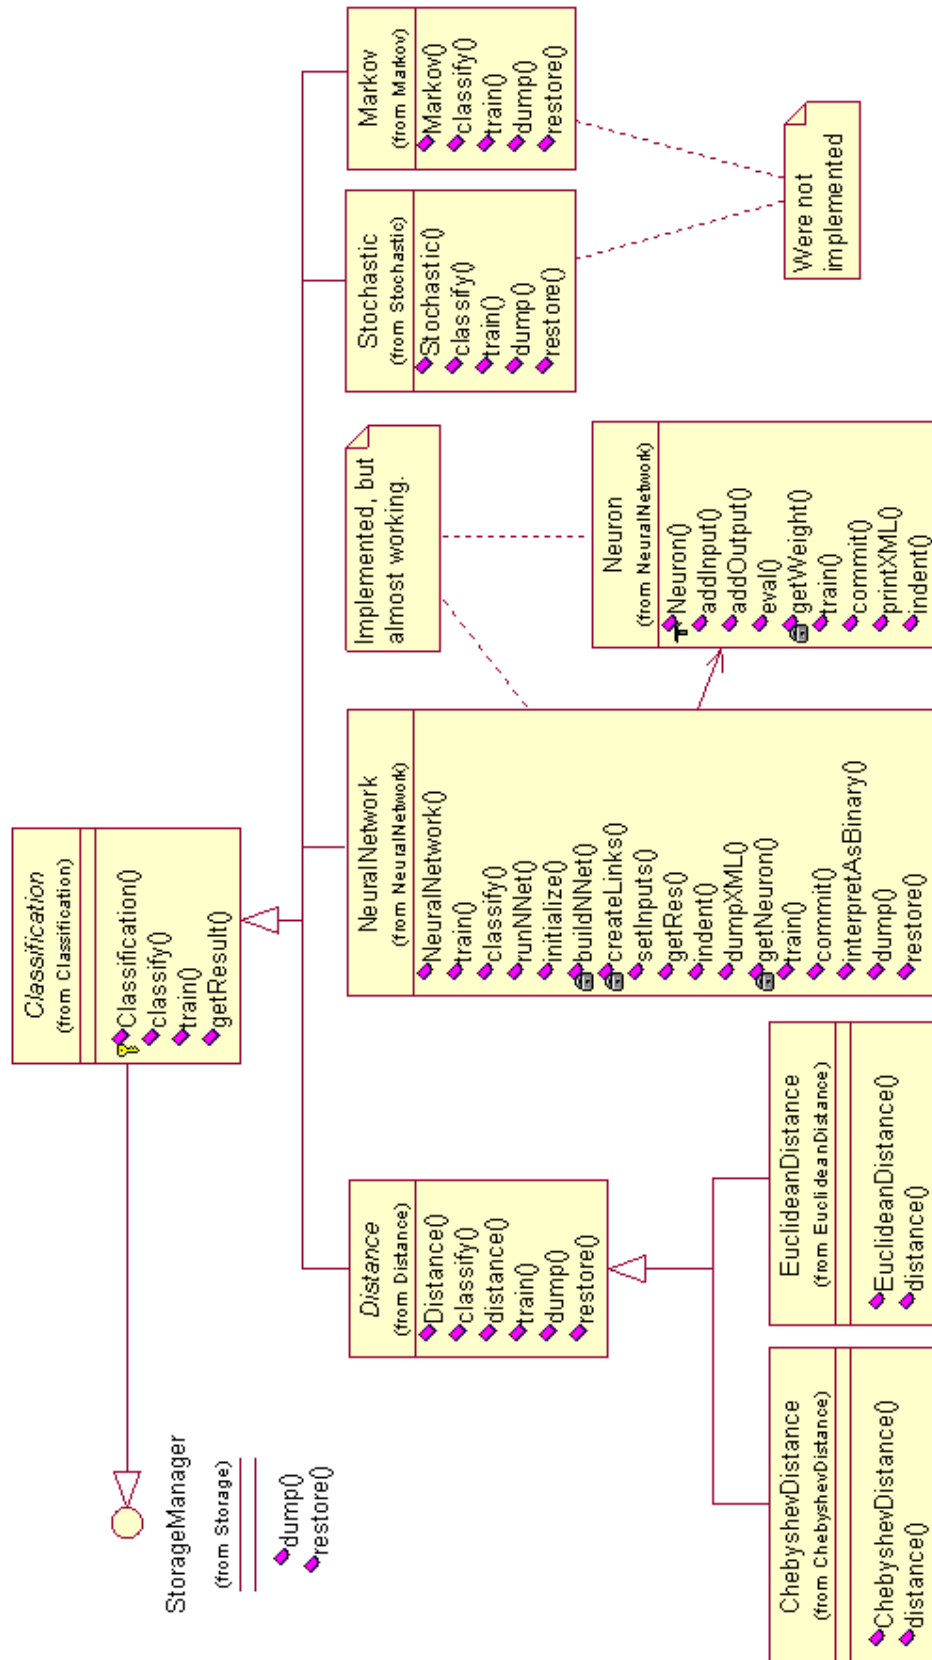 StorageManager
(from Storage)
dump()
restore()
Classification
(from Classification)
Classification()
classify()
train()
getResult()
Distance
(from Distance)
Distance()
classify()
distance()
train()
dump()
restore()
NeuralNetwork
(from NeuralNetwork)
NeuralNetwork()
train()
classify()
runNNet()
initialize()
buildNNet()
createLinks()
setInputs()
getRes()
indent()
dumpXML()
getNeuron()
train()
commit()
interpretAsBinary()
dump()
restore()
Implemented, but
almost working.
Stochastic
(from Stochastic)
Stochastic()
classify()
train()
dump()
restore()
Markov
(from Markov)
Markov()
classify()
train()
dump()
restore()
Neuron
(from NeuralNetwork)
Neuron()
addInput()
addOutput()
eval()
getWeight()
train()
commit()
printXML()
indent()
Were not
implemented
ChebyshevDistance
(from ChebyshevDistance)
ChebyshevDistance()
distance()
EuclideanDistance
(from EuclideanDistance)
EuclideanDistance()
distance()